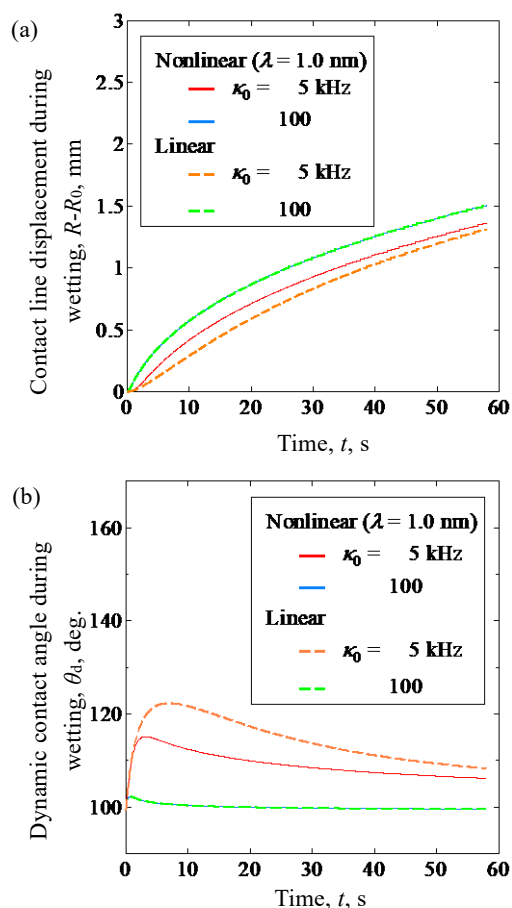 (a)
Contact line displacement during
wetting, R-R0, mm
3
2.5
2
1.5
1
0.5
0
Nonlinear (λ = 1.0 nm)
κ0 = 5 kHz
100
Linear
κ0 = 5 kHz
100
0 10 20 30 40 50 60
Time, t, s
(b)
Dynamic contact angle during
wetting, θd, deg.
160
140
120
100
Nonlinear (λ = 1.0 nm)
κ0 = 5 kHz
100
Linear
κ0 = 5 kHz
100
0 10 20 30 40 50 60
Time, t, s